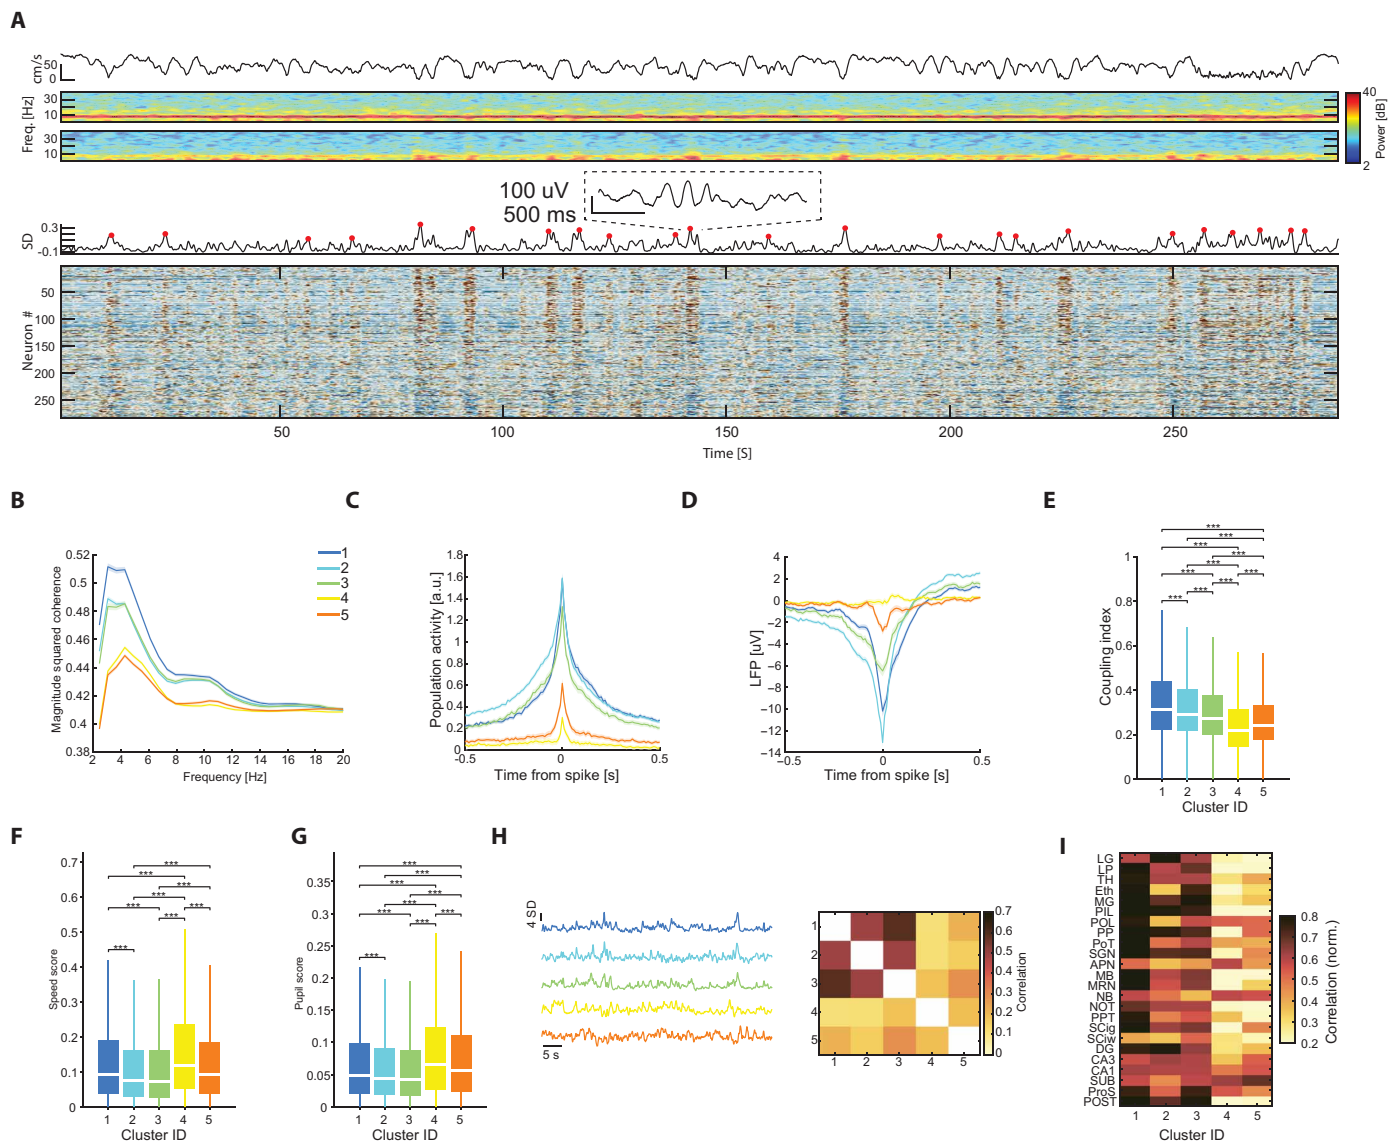 A
cm/s
50
0
Freq. [Hz]
30
10
30
10
40
2
Power [dB]
100 uV
500 ms
SD
0.3
-0.1
Neuron #
50
100
150
200
250
50
100
150
200
250
Time [S]
B
Magnitude squared coherence
0.52
0.5
0.48
0.46
0.44
0.42
0.4
0.38
2 4 6 8 10 12 14 16 18 20
Frequency [Hz]
1
2
3
4
5
C
Population activity [a.u.]
1.8
1.6
1.4
1.2
1
0.8
0.6
0.4
0.2
0
-0.5 0 0.5
Time from spike [s]
D
LFP [uV]
4
2
0
−2
−4
−6
−8
−10
−12
−14
−0.5 0 0.5
Time from spike [s]
E
Coupling index
1
0.8
0.6
0.4
0.2
0
***
***
***
***
***
*** ***
***
***
***
1 2 3 4 5
Cluster ID
F
Speed score
0.7
0.6
0.5
0.4
0.3
0.2
0.1
0
***
***
***
***
*** ***
***
***
1 2 3 4 5
Cluster ID
G
Pupil score
0.35
0.3
0.25
0.2
0.15
0.1
0.05
0
***
***
***
***
***
*** ***
***
***
1 2 3 4 5
Cluster ID
H
4 SD
5 s
1
2
3
4
5
1 2 3 4 5
0.7
0.6
0.5
0.4
0.3
0.2
0.1
0
Correlation
I
LG
LP
TH
Eth
MG
PIL
POL
PP
PoT
SGN
APN
MB
MRN
NB
NOT
PPT
SCig
SCiw
DG
CA3
CA1
SUB
ProS
POST
1 2 3 4 5
Cluster ID
0.8
0.7
0.6
0.5
0.4
0.3
0.2
Correlation (norm.)